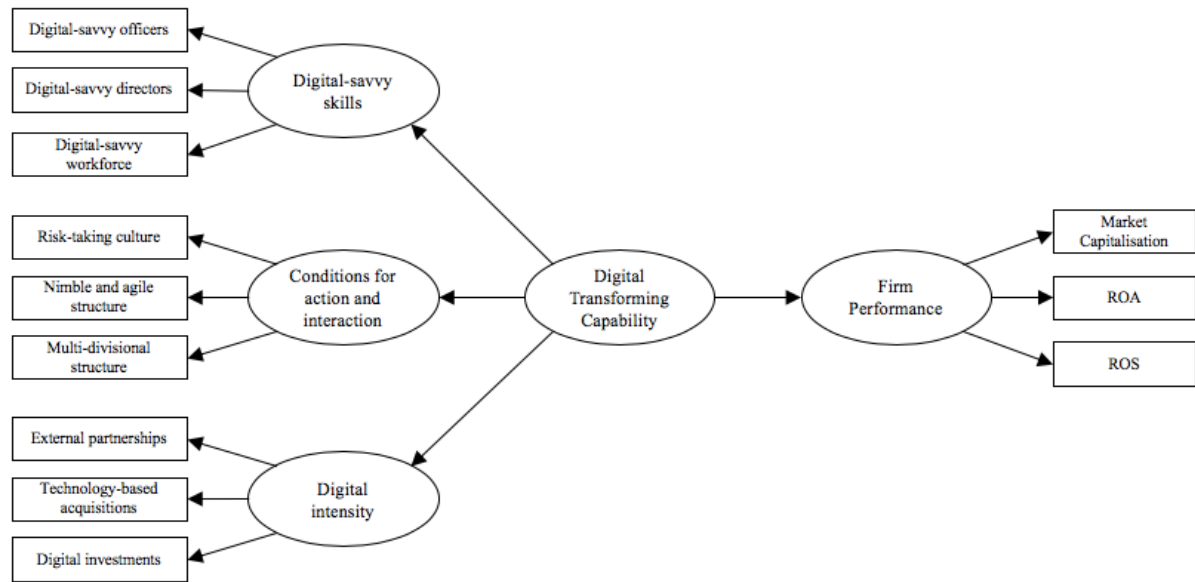 Digital-savvy officers
Digital-savvy directors
Digital-savvy
workforce
Digital-savvy
skills
Risk-taking culture
Nimble and agile
structure
Multi-divisional
structure
Conditions for
action and
interaction
External partnerships
Technology-based
acquisitions
Digital investments
Digital
intensity
Digital
Transforming
Capability
Firm
Performance
Market
Capitalisation
ROA
ROS